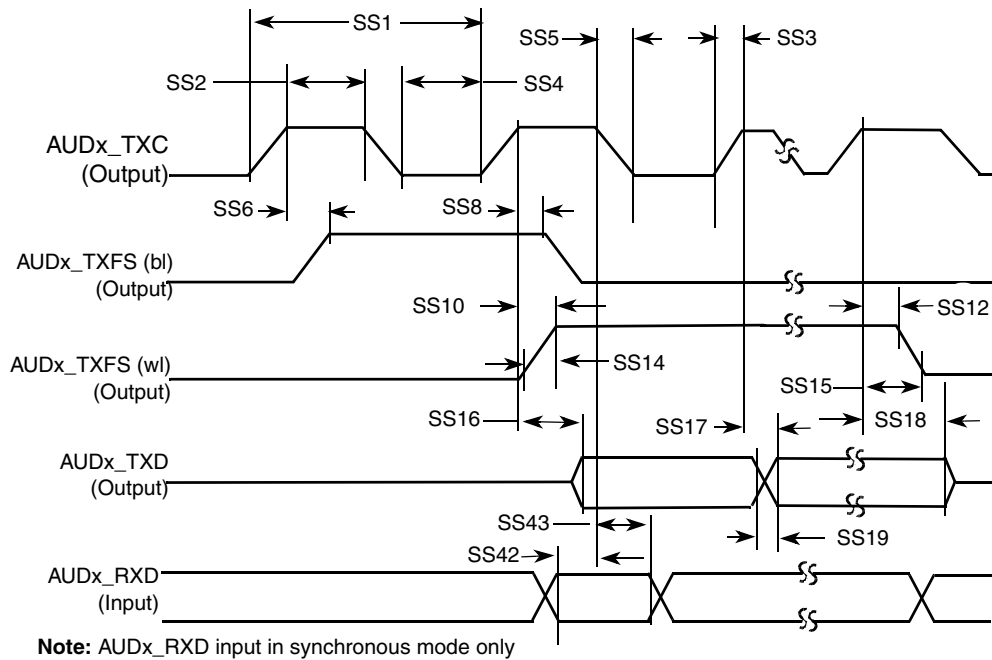 SS1
SS5
SS3
SS2
SS4
AUDx_TXC
(Output)
SS6
SS8
AUDx_TXFS (bl)
(Output)
SS10
SS12
AUDx_TXFS (wl)
(Output)
SS14
SS15
SS16
SS17
SS18
AUDx_TXD
(Output)
SS43
SS19
SS42
AUDx_RXD
(Input)
Note: AUDx_RXD input in synchronous mode only